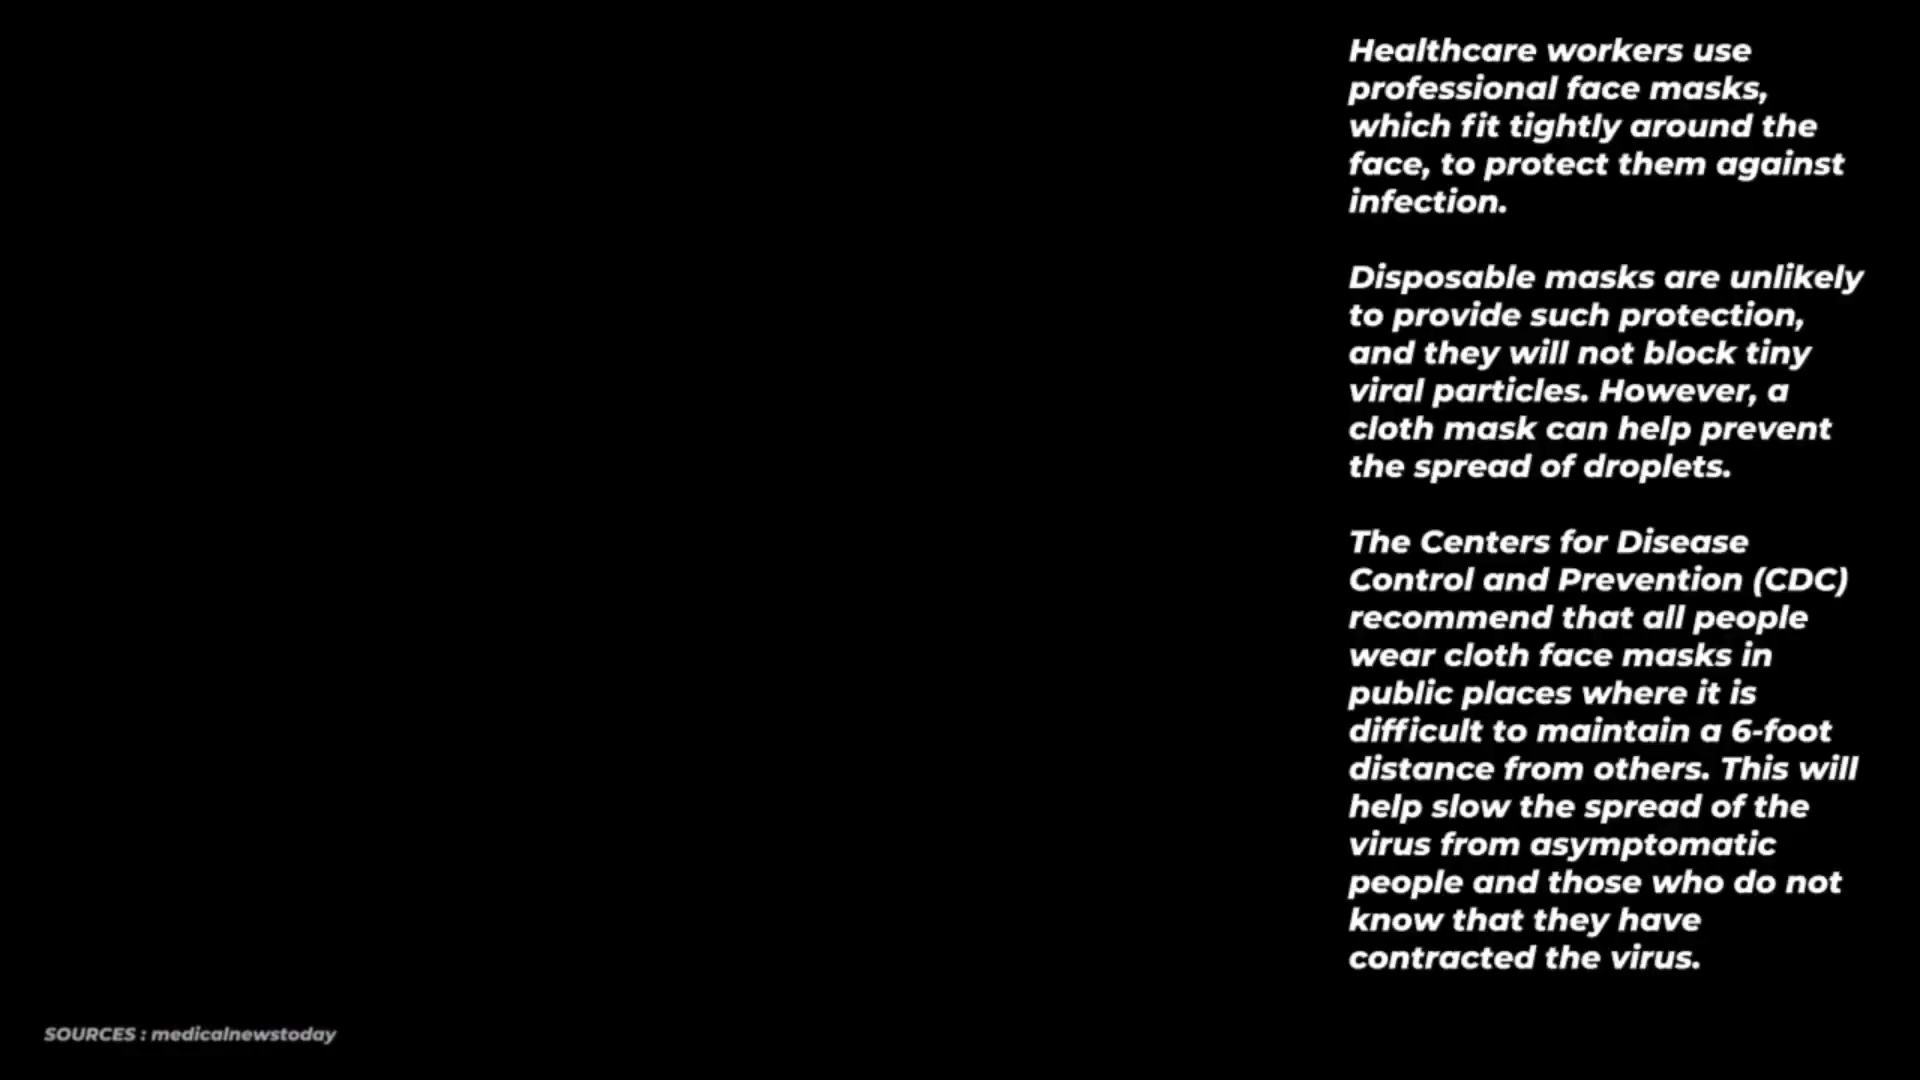 Healthcare workers use
professional face masks,
which fit tightly around the
face, to protect them against
infection.
Disposable masks are unlikely
to provide such protection,
and they will not block tiny
viral particles. However, a
cloth mask can help prevent
the spread of droplets.
The Centers for Disease
Control and Prevention (CDC)
recommend that all people
wear cloth face masks in
public places where it is
difficult to maintain a 6-foot
distance from others. This will
help slow the spread of the
virus from asymptomatic
people and those who do not
know that they have
contracted the virus.
SOURCES : medicalnewstoday